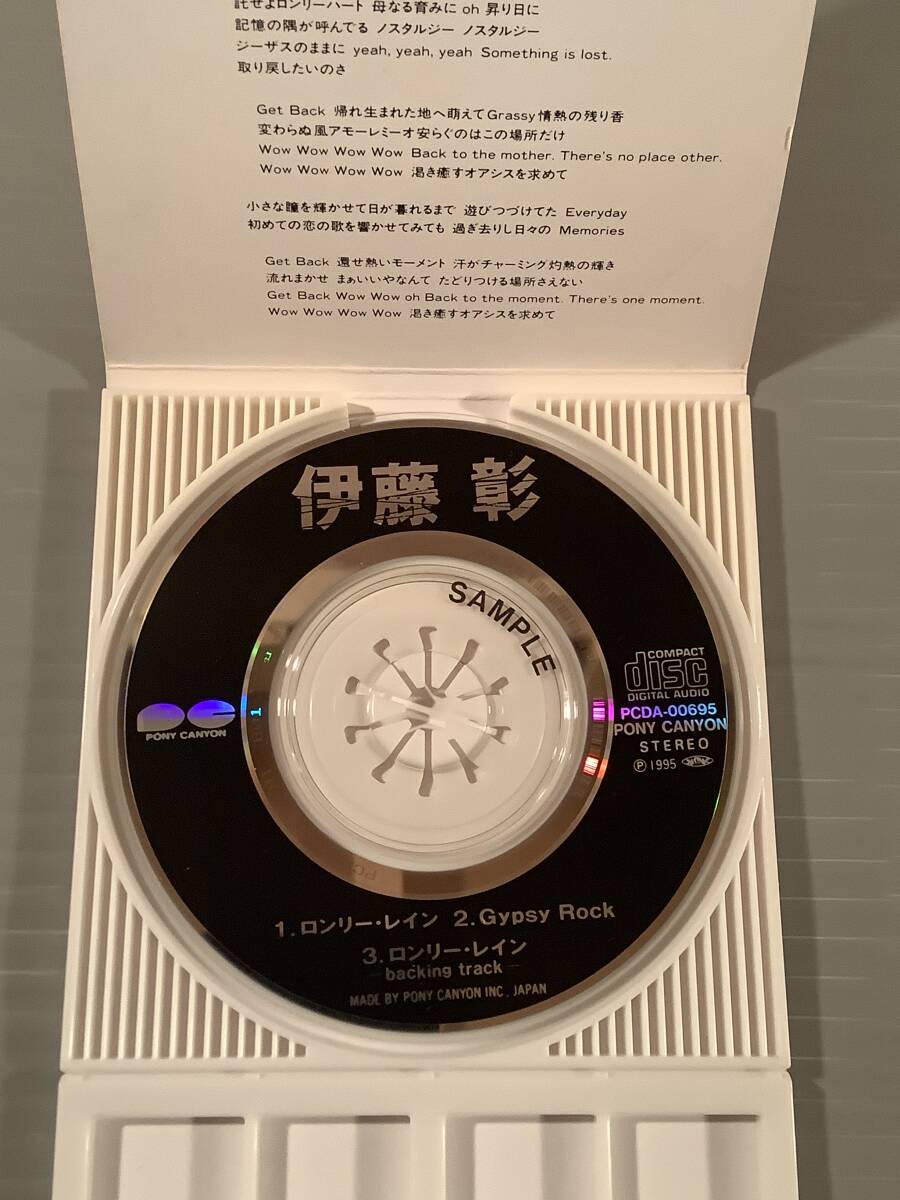 託せよロンリーハート 母なる育みに oh 昇り日に
記憶の隅が呼んでる ノスタルジー ノスタルジー
ジーザスのままに yeah, yeah, yeah Something is lost.
取り戻したいのさ
Get Back 帰れ生まれた地へ萌えてGrassy情熱の残り香
変わらぬ風アモーレミーオ安らぐのはこの場所だけ
Wow Wow Wow Wow Back to the mother. There's no place other.
Wow Wow Wow Wow 渇き癒すオアシスを求めて
小さな瞳を輝かせて日が暮れるまで 遊びつづけてた Everyday
初めての恋の歌を響かせてみても 過ぎ去りし日々の Memories
Get Back 還せ熱いモーメント 汗がチャーミング灼熱の輝き
流れまかせ まぁいいやなんて たどりつける場所さえない
Get Back Wow Wow oh Back to the moment. There's one moment.
Wow Wow Wow Wow 渇き癒すオアシスを求めて
伊藤 彰
SAMPLE
COMPACT
disc
DIGITAL AUDIO
PCDA-00695
PONY CANYON
STEREO
Ⓟ1995
PONY CANYON
1.ロンリー・レイン 2.Gypsy Rock
3.ロンリー・レイン
—backing track—
MADE BY PONY CANYON INC., JAPAN